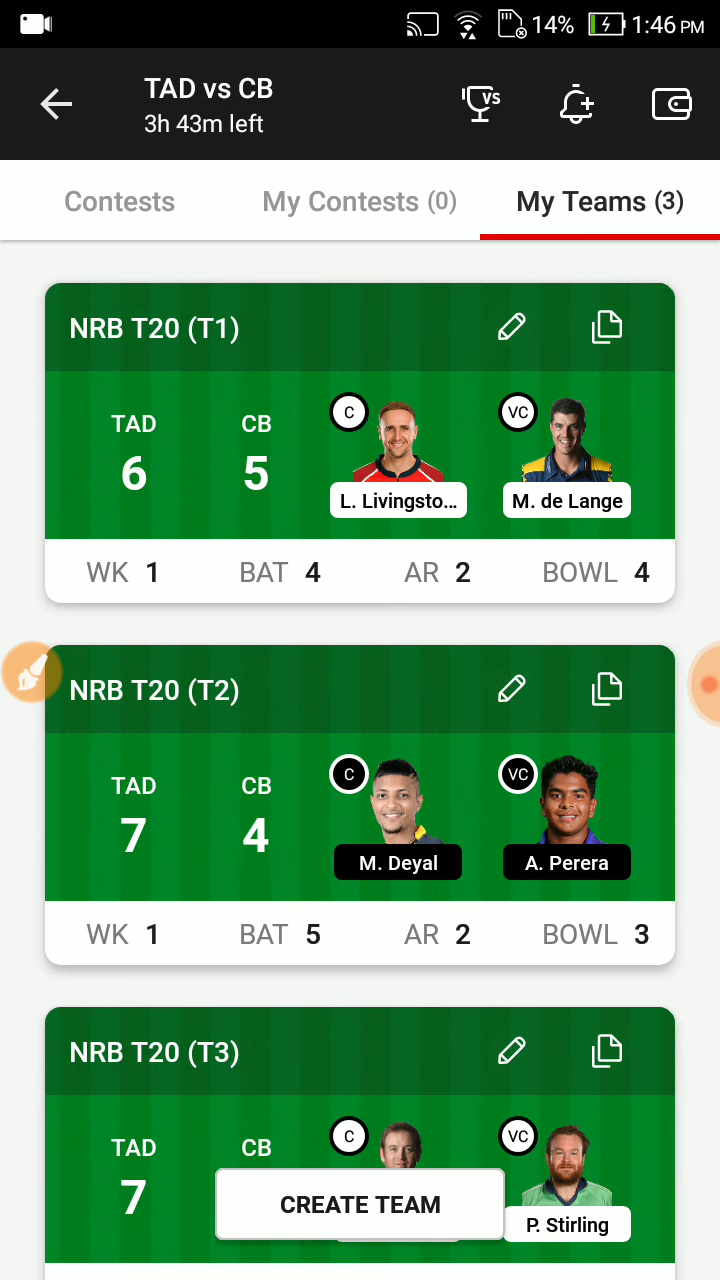 14% 1:46 PM
TAD vs CB
3h 43m left
VS
Contests My Contests (0) My Teams (3)
NRB T20 (T1)
TAD CB C VC
6 5
L. Livingsto... M. de Lange
WK 1 BAT 4 AR 2 BOWL 4
NRB T20 (T2)
TAD CB C VC
7 4
M. Deyal A. Perera
WK 1 BAT 5 AR 2 BOWL 3
NRB T20 (T3)
TAD CB C VC
7
CREATE TEAM
P. Stirling